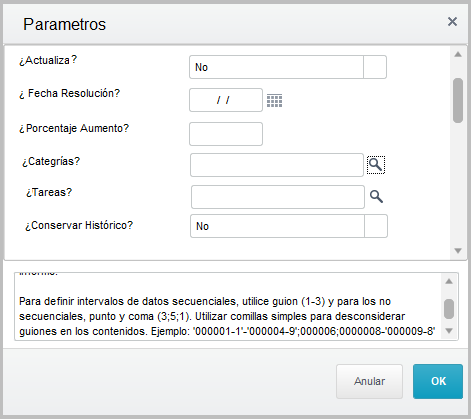 Parametros
¿Actualiza?
No
¿ Fecha Resolución?
/ /
¿Porcentaje Aumento?
¿Categrías?
¿Tareas?
¿Conservar Histórico?
No
informe.
Para definir intervalos de datos secuenciales, utilice guion (1-3) y para los no
secuenciales, punto y coma (3;5;1). Utilizar comillas simples para desconsiderar
guiones en los contenidos. Ejemplo: '000001-1'-'000004-9';000006;0000008-'000009-8'
Anular
OK